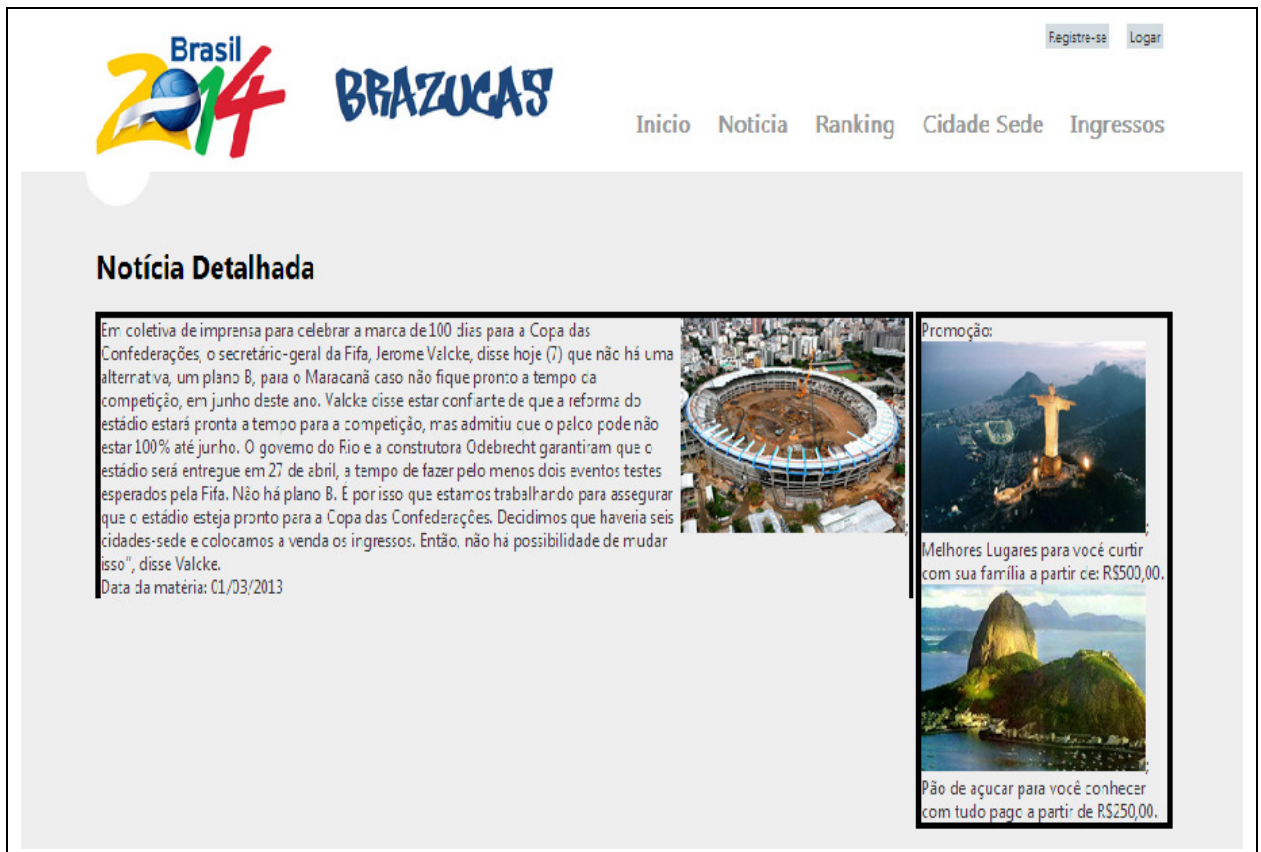 Brasil
2014
BRAZUCAS
Registre-se Logar
Inicio Noticia Ranking Cidade Sede Ingressos
Notícia Detalhada
Em coletiva de imprensa para celebrar a marca de 100 dias para a Copa das
Confederações, o secretário-geral da Fifa, Jerome Valcke, disse hoje (7) que não há uma
alternativa, um plano B, para o Maracanã caso não fique pronto a tempo da
competição, em junho deste ano. Valcke disse estar confiante de que a reforma do
estádio estará pronta a tempo para a competição, mas admitiu que o palco pode não
estar 100% até junho. O governo do Rio e a construtora Odebrecht garantiram que o
estádio será entregue em 27 de abril, a tempo de fazer pelo menos dois eventos testes
esperados pela Fifa. Não há plano B. É por isso que estamos trabalhando para assegurar
que o estádio esteja pronto para a Copa das Confederações. Decidimos que haveria seis
cidades-sede e colocamos a venda os ingressos. Então, não há possibilidade de mudar
isso", disse Valcke.
Data da matéria: 01/03/2013
;
Promoção:
;
Melhores Lugares para você curtir
com sua família a partir de: R$500,00.
;
Pão de açucar para você conhecer
com tudo pago a partir de R$250,00.